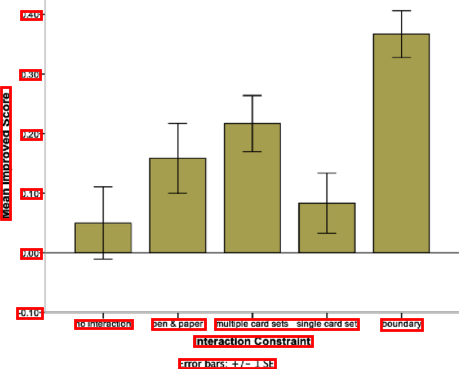 Mean Improved Score
0.40
0.30
0.20
0.10
0.00
-0.10
no interaction
pen & paper
multiple card sets
single card set
boundary
Interaction Constraint
Error bars: +/- 1 SE